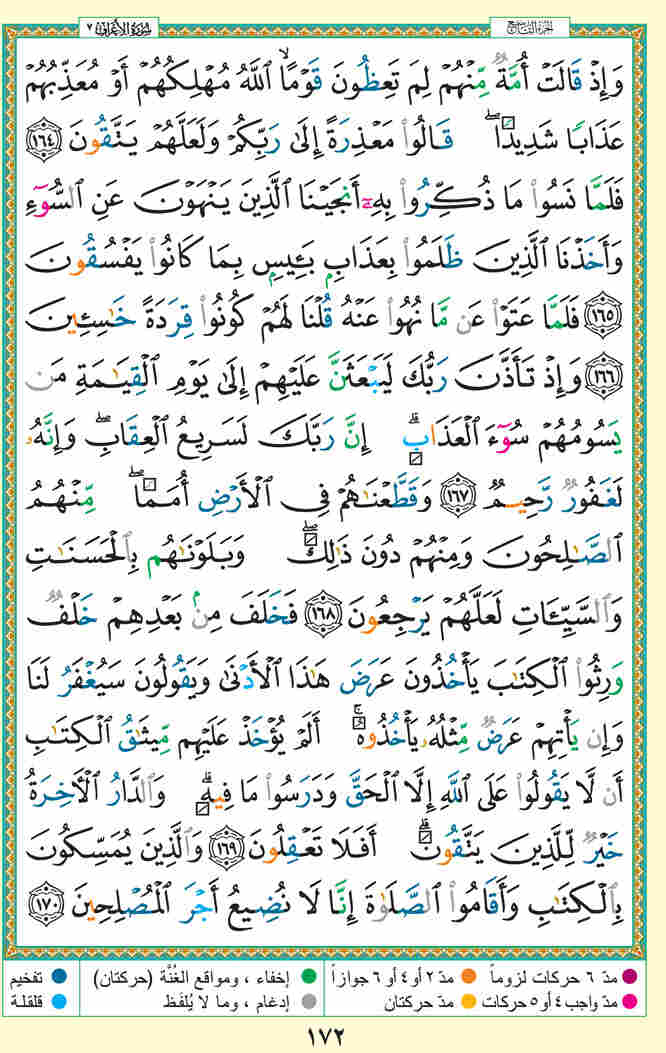 سورة الأعراف ٧
الجزء التاسع
وَإِذْ قَالَتْ أُمَّةٌ مِّنْهُمْ لِمَ تَعِظُونَ قَوْمًا ۙ ٱللَّهُ مُهْلِكُهُمْ أَوْ مُعَذِّبُهُمْ
عَذَابًا شَدِيدًا ۖ قَالُوا۟ مَعْذِرَةً إِلَىٰ رَبِّكُمْ وَلَعَلَّهُمْ يَتَّقُونَ ﴿١٦٤﴾
فَلَمَّا نَسُوا۟ مَا ذُكِّرُوا۟ بِهِۦٓ أَنجَيْنَا ٱلَّذِينَ يَنْهَوْنَ عَنِ ٱلسُّوٓءِ
وَأَخَذْنَا ٱلَّذِينَ ظَلَمُوا۟ بِعَذَابٍۭ بَئِيسٍۭ بِمَا كَانُوا۟ يَفْسُقُونَ
﴿١٦٥﴾ فَلَمَّا عَتَوْا۟ عَن مَّا نُهُوا۟ عَنْهُ قُلْنَا لَهُمْ كُونُوا۟ قِرَدَةً خَـٰسِـِٔينَ
﴿١٦٦﴾ وَإِذْ تَأَذَّنَ رَبُّكَ لَيَبْعَثَنَّ عَلَيْهِمْ إِلَىٰ يَوْمِ ٱلْقِيَـٰمَةِ مَن
يَسُومُهُمْ سُوٓءَ ٱلْعَذَابِ ۗ إِنَّ رَبَّكَ لَسَرِيعُ ٱلْعِقَابِ ۖ وَإِنَّهُۥ
لَغَفُورٌ رَّحِيمٌ ﴿١٦٧﴾ وَقَطَّعْنَـٰهُمْ فِى ٱلْأَرْضِ أُمَمًا ۖ مِّنْهُمُ
ٱلصَّـٰلِحُونَ وَمِنْهُمْ دُونَ ذَٰلِكَ ۖ وَبَلَوْنَـٰهُم بِٱلْحَسَنَـٰتِ
وَٱلسَّيِّـَٔاتِ لَعَلَّهُمْ يَرْجِعُونَ ﴿١٦٨﴾ فَخَلَفَ مِنۢ بَعْدِهِمْ خَلْفٌ
وَرِثُوا۟ ٱلْكِتَـٰبَ يَأْخُذُونَ عَرَضَ هَـٰذَا ٱلْأَدْنَىٰ وَيَقُولُونَ سَيُغْفَرُ لَنَا
وَإِن يَأْتِهِمْ عَرَضٌ مِّثْلُهُۥ يَأْخُذُوهُ ۚ أَلَمْ يُؤْخَذْ عَلَيْهِم مِّيثَـٰقُ ٱلْكِتَـٰبِ
أَن لَّا يَقُولُوا۟ عَلَى ٱللَّهِ إِلَّا ٱلْحَقَّ وَدَرَسُوا۟ مَا فِيهِ ۗ وَٱلدَّارُ ٱلْـَٔاخِرَةُ
خَيْرٌ لِّلَّذِينَ يَتَّقُونَ ۗ أَفَلَا تَعْقِلُونَ ﴿١٦٩﴾ وَٱلَّذِينَ يُمَسِّكُونَ
بِٱلْكِتَـٰبِ وَأَقَامُوا۟ ٱلصَّلَوٰةَ إِنَّا لَا نُضِيعُ أَجْرَ ٱلْمُصْلِحِينَ ﴿١٧٠﴾
مدّ ٦ حركات لزوماً مدّ ٢ أو ٤ أو ٦ جوازاً إخفاء ، ومواقع الغُنَّة (حركتان) تفخيم
مدّ واجب ٤ أو ٥ حركات مدّ حركتان إدغام ، وما لا يُلفَظ قلقلة
١٧٢